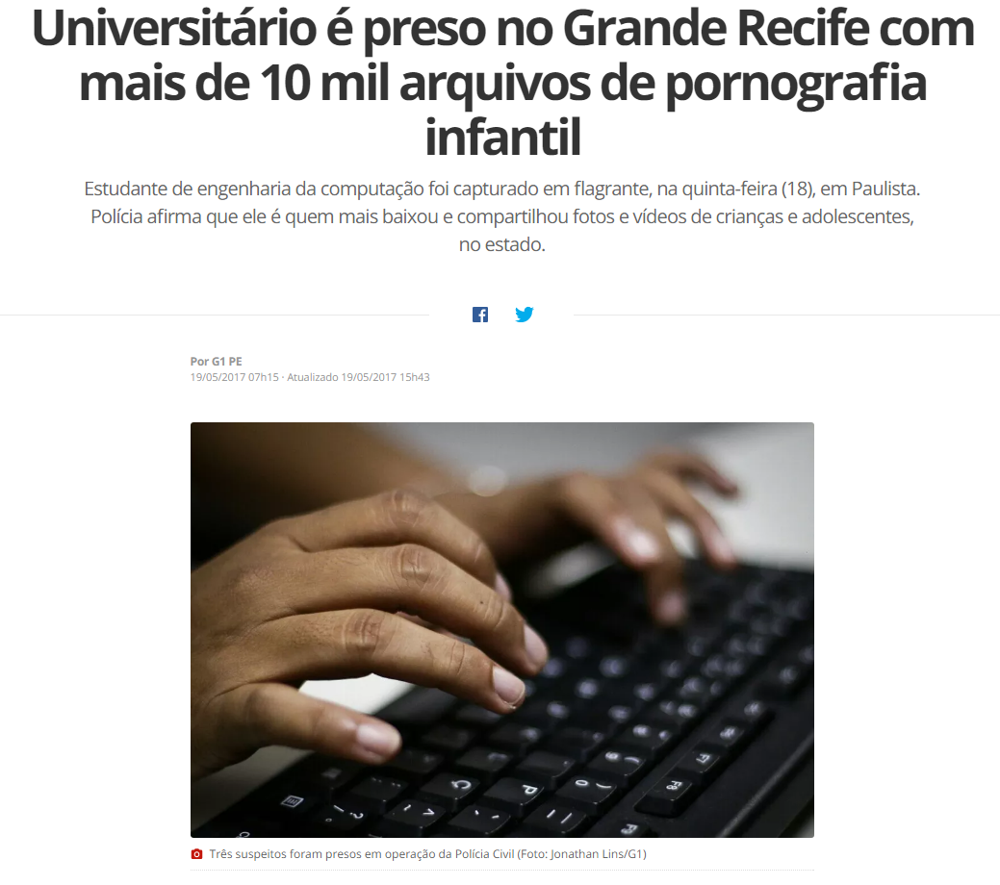 Universitário é preso no Grande Recife com
mais de 10 mil arquivos de pornografia
infantil
Estudante de engenharia da computação foi capturado em flagrante, na quinta-feira (18), em Paulista.
Polícia afirma que ele é quem mais baixou e compartilhou fotos e vídeos de crianças e adolescentes,
no estado.
Por G1 PE
19/05/2017 07h15 · Atualizado 19/05/2017 15h43
Ç
P
F8
F7
F9
Três suspeitos foram presos em operação da Polícia Civil (Foto: Jonathan Lins/G1)